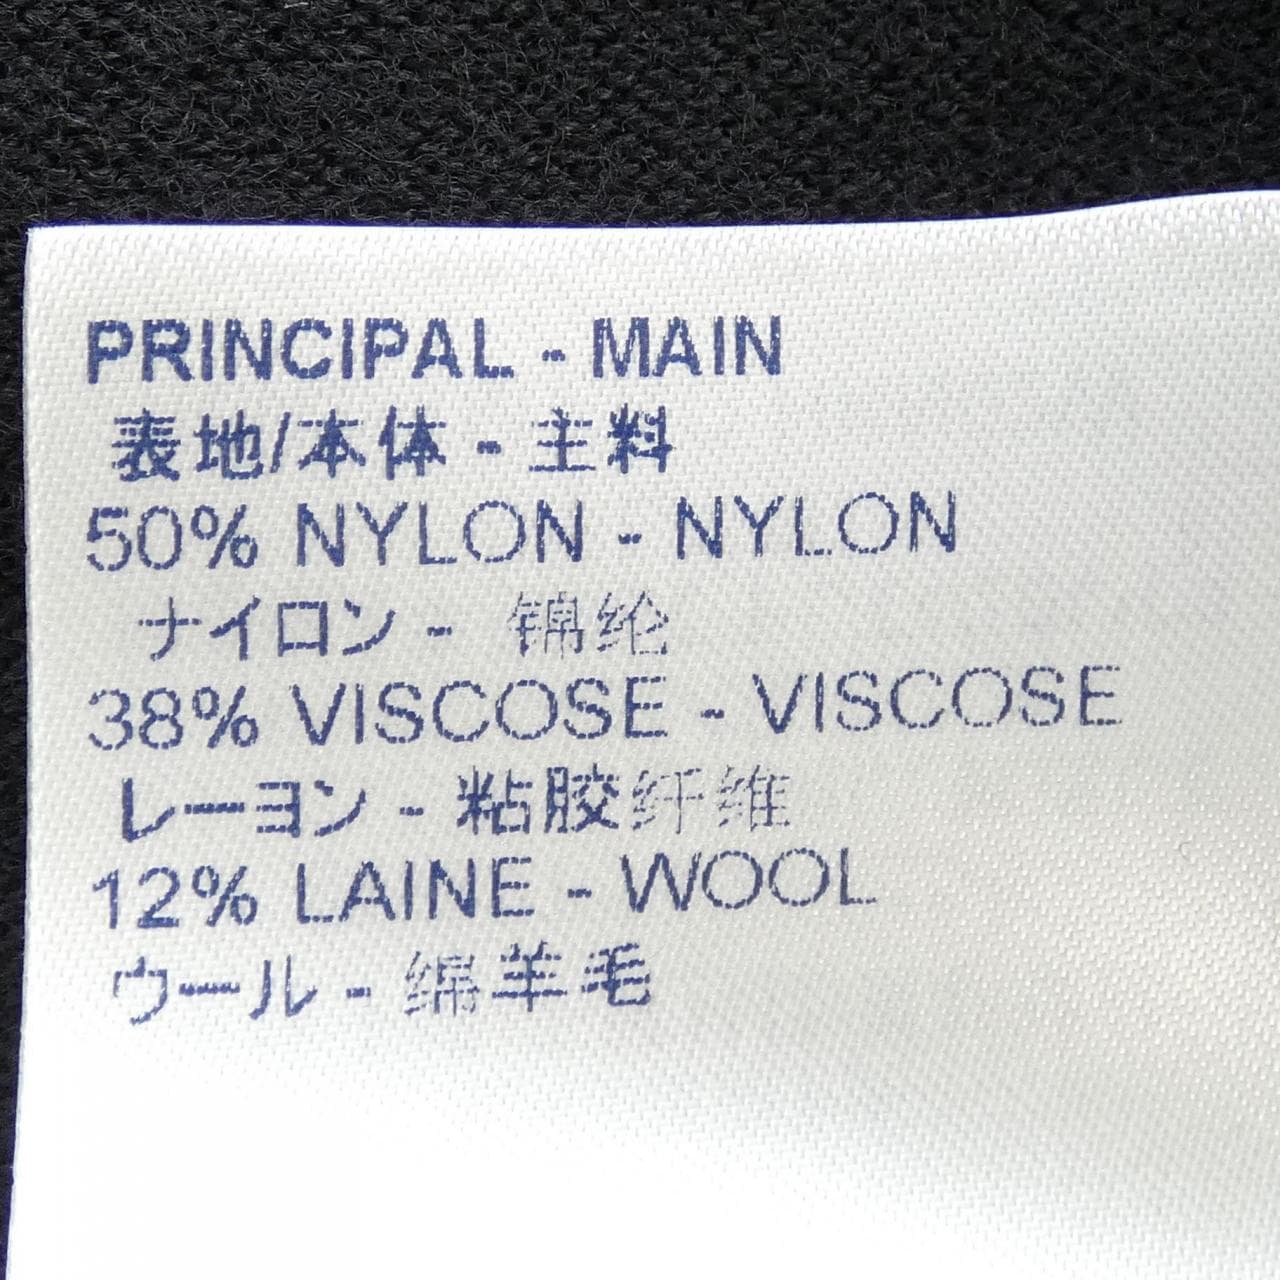 PRINCIPAL - MAIN
表地/本体 - 主料
50% NYLON - NYLON
ナイロン - 锦纶
38% VISCOSE - VISCOSE
レーヨン - 粘胶纤维
12% LAINE - WOOL
ウール - 绵羊毛